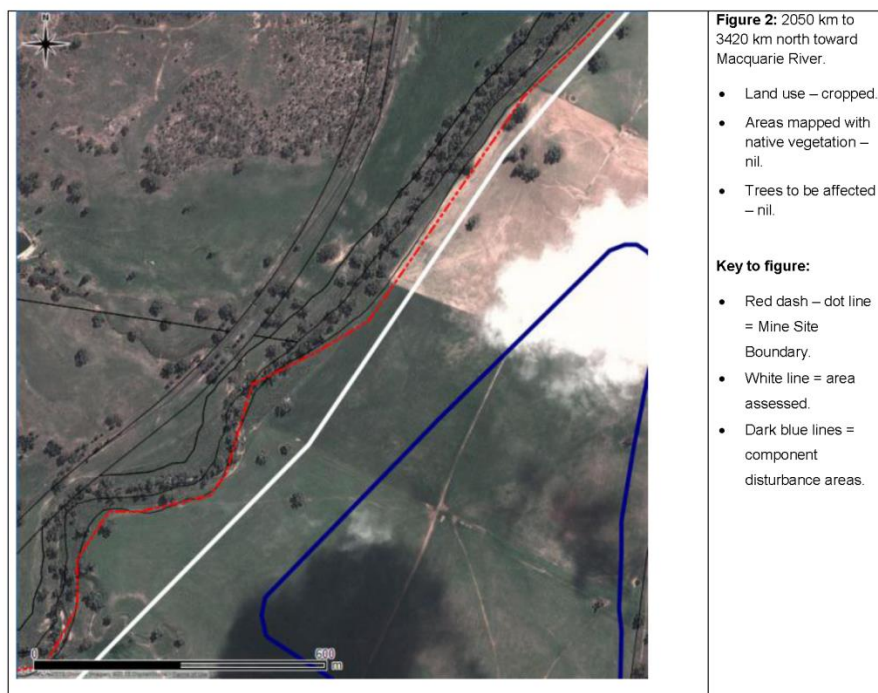 N
0
600
m
Figure 2: 2050 km to
3420 km north toward
Macquarie River.
• Land use – cropped.
• Areas mapped with
native vegetation –
nil.
• Trees to be affected
– nil.
Key to figure:
• Red dash – dot line
= Mine Site
Boundary.
• White line = area
assessed.
• Dark blue lines =
component
disturbance areas.